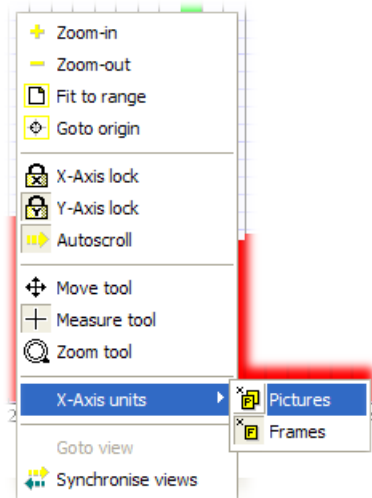 Zoom-in
Zoom-out
Fit to range
Goto origin
X-Axis lock
Y-Axis lock
Autoscroll
Move tool
Measure tool
Zoom tool
X-Axis units
Pictures
Frames
Goto view
Synchronise views